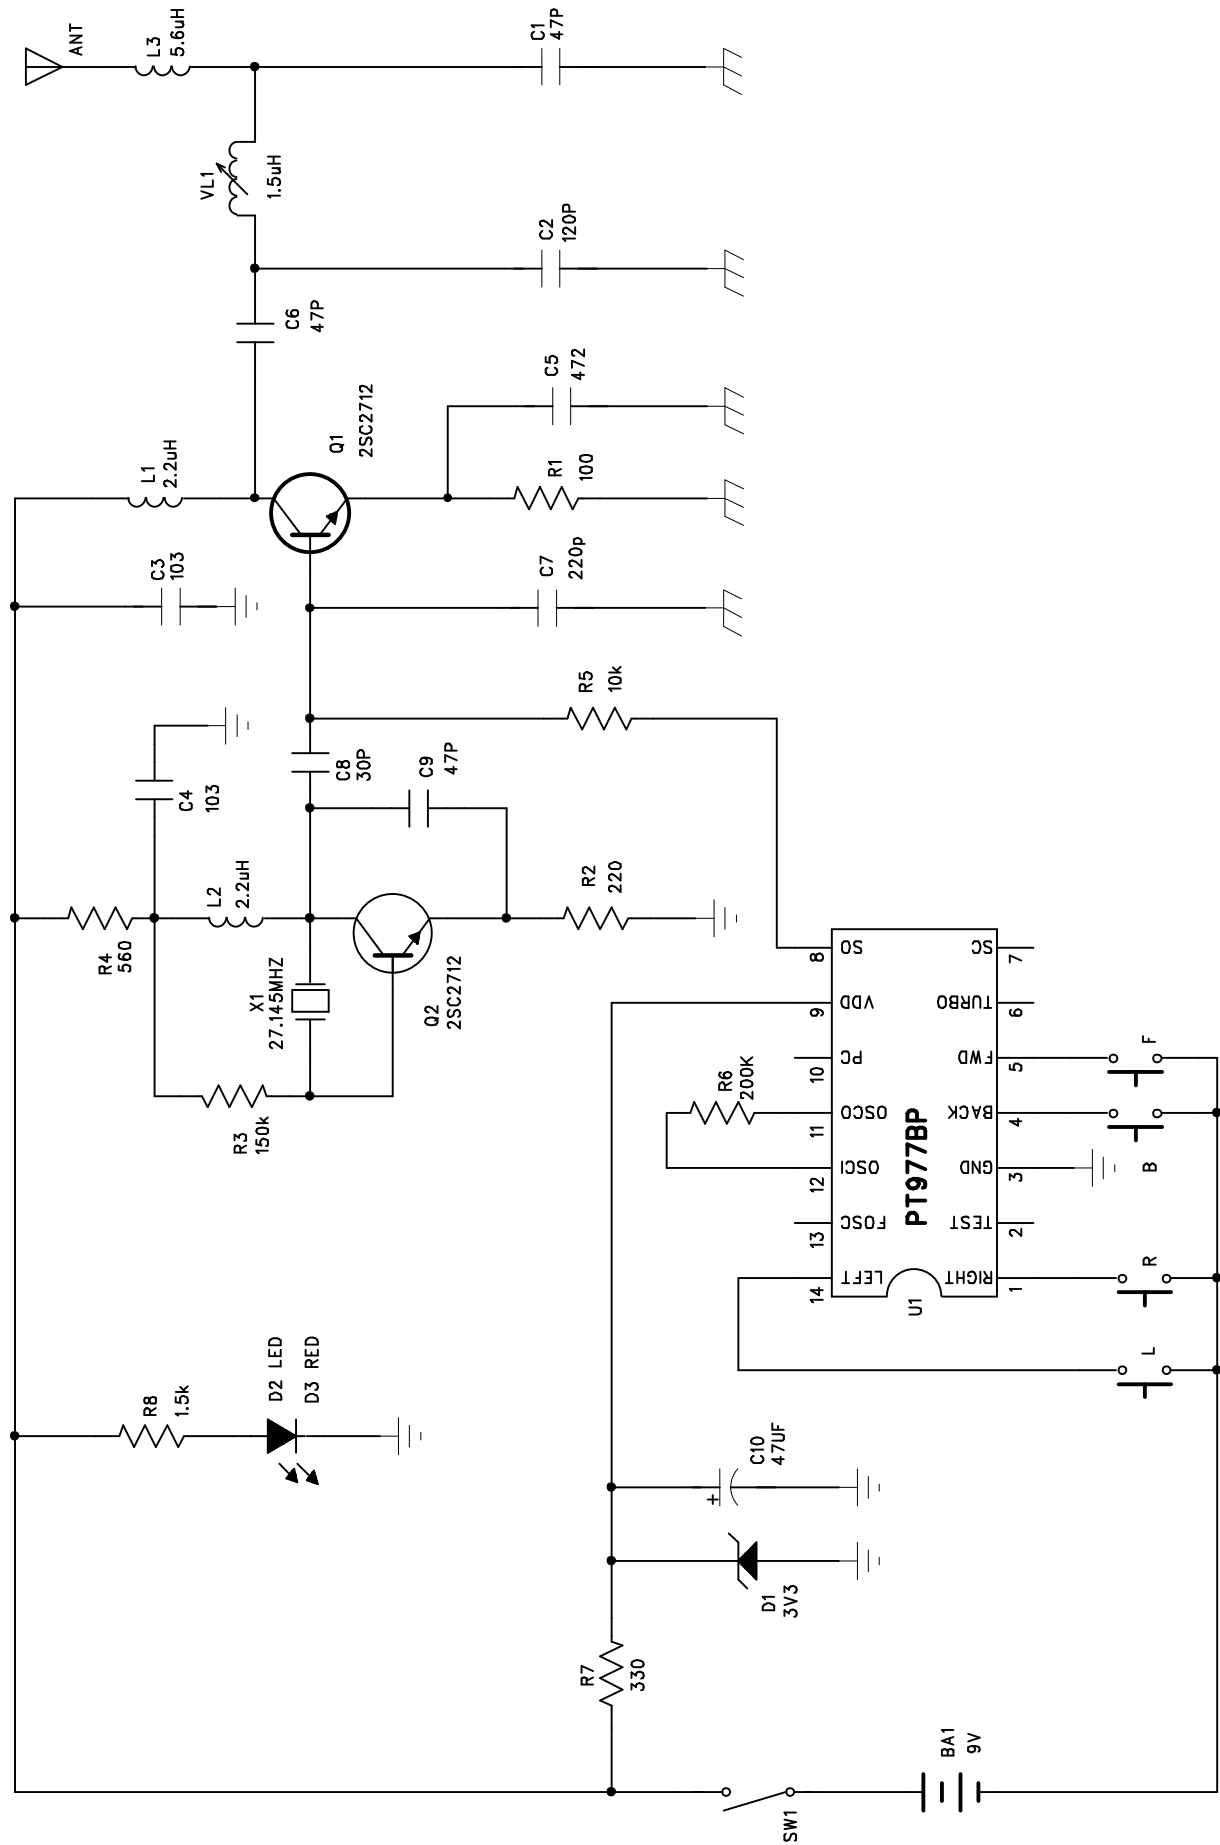 ANT
L3
5.6uH
C1
47P
VL1
1.5uH
C2
120P
C6
47P
C5
472
L1
2.2uH
Q1
2SC2712
R1
100
C3
103
C7
220p
R5
10k
C4
103
C8
30P
C9
47P
L2
2.2uH
R4
560
R2
220
X1
27.145MHZ
Q2
2SC2712
R3
150k
8
SO
SC
7
9
VDD
TURBO
6
10
PC
FWD
5
F
R6
200K
11
OSCO
BACK
4
B
12
OSCI
GND
3
PT977BP
13
FOSC
TEST
2
14
LEFT
RIGHT
1
R
U1
L
R8
1.5k
D2 LED
D3 RED
C10
47UF
+
D1
3V3
R7
330
BA1
9V
SW1